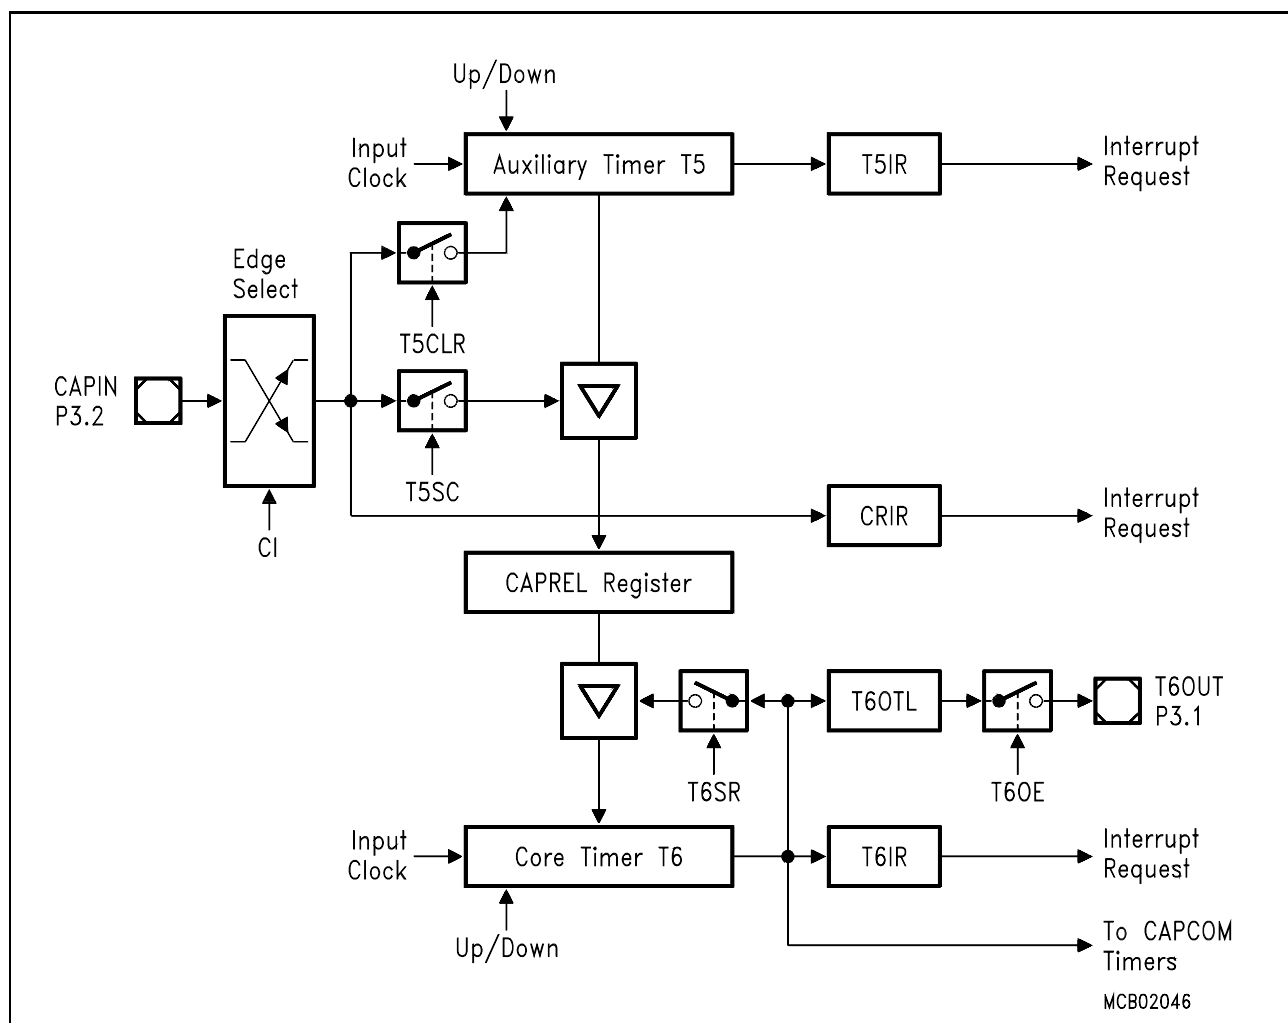 Up/Down
Input
Clock
Auxiliary Timer T5
T5IR
Interrupt
Request
Edge
Select
T5CLR
CAPIN
P3.2
T5SC
CI
CRIR
Interrupt
Request
CAPREL Register
T6OTL
T6OUT
P3.1
T6SR
T6OE
Input
Clock
Core Timer T6
T6IR
Interrupt
Request
Up/Down
To CAPCOM
Timers
MCB02046